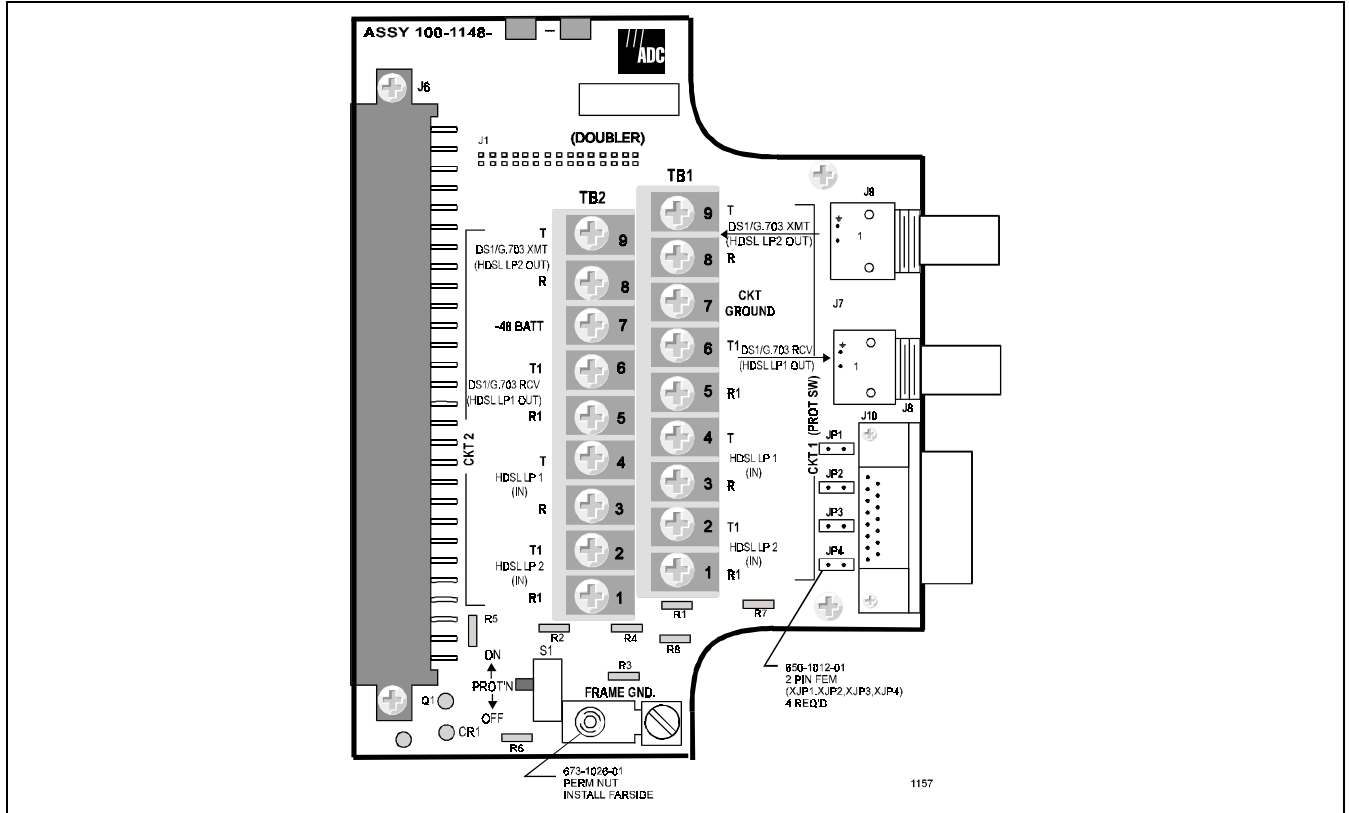 ASSY 100-1148- -
ADC
J6
J1
(DOUBLER)
TB1
TB2
9
8
7
6
5
4
3
2
1
9
8
7
6
5
4
3
2
1
T
DS1/G.703 XMT
(HDSL LP2 OUT)
R
-48 BATT
T1
DS1/G.703 RCV
(HDSL LP1 OUT)
R1
T
HDSL LP 1
(IN)
R
T1
HDSL LP 2
(IN)
R1
CKT 2
T
DS1/G.703 XMT
(HDSL LP2 OUT)
R
CKT
GROUND
T1
DS1/G.703 RCV
(HDSL LP1 OUT)
R1
T
HDSL LP 1
(IN)
R
T1
HDSL LP 2
(IN)
R1
CKT 1 (PROT SW)
J9
1
J7
1
J8
J10
JP1
JP2
JP3
JP4
R1
R7
R5
R2
R4
R8
R3
S1
ON
PROT'N
OFF
Q1
CR1
R6
FRAME GND.
650-1012-01
2 PIN FEM
(XJP1,XJP2,XJP3,XJP4)
4 REQ'D
673-1026-01
PERM NUT
INSTALL FARSIDE
1157